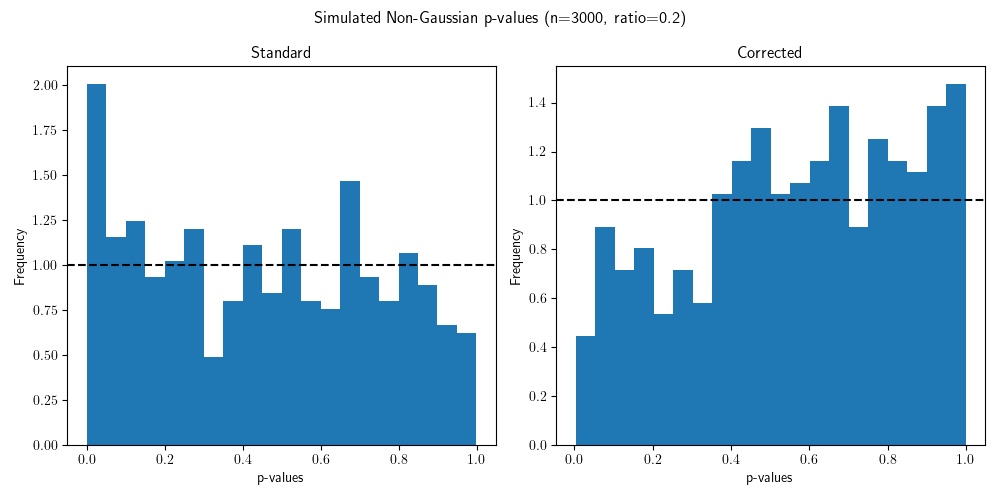 Simulated Non-Gaussian p-values (n=3000, ratio=0.2)
Standard
2.00
1.75
1.50
1.25
1.00
0.75
0.50
0.25
0.00
Frequency
0.0 0.2 0.4 0.6 0.8 1.0
p-values
Corrected
1.4
1.2
1.0
0.8
0.6
0.4
0.2
0.0
Frequency
0.0 0.2 0.4 0.6 0.8 1.0
p-values